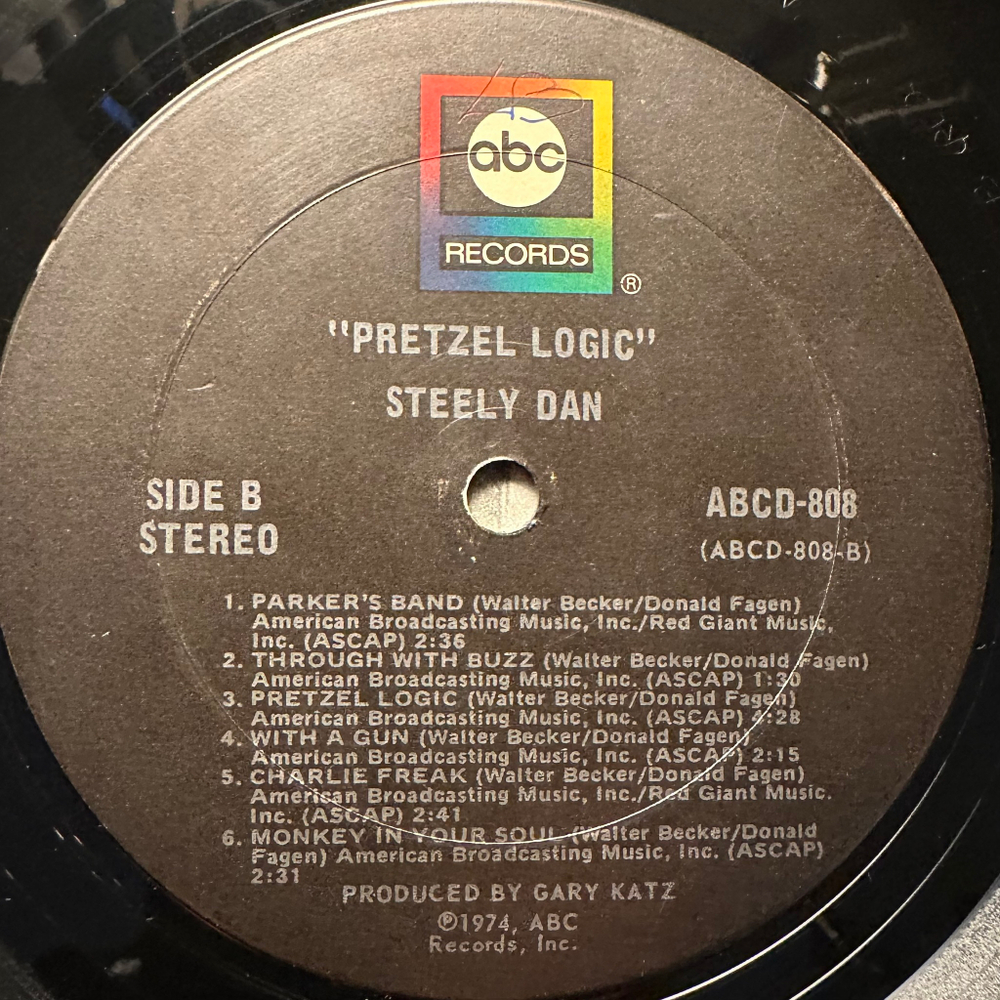 abc
RECORDS
®
"PRETZEL LOGIC"
STEELY DAN
SIDE B
STEREO
ABCD-808
(ABCD-808-B)
1. PARKER'S BAND (Walter Becker/Donald Fagen)
American Broadcasting Music, Inc./Red Giant Music,
Inc. (ASCAP) 2:36
2. THROUGH WITH BUZZ (Walter Becker/Donald Fagen)
American Broadcasting Music, Inc. (ASCAP) 1:30
3. PRETZEL LOGIC (Walter Becker/Donald Fagen)
American Broadcasting Music, Inc. (ASCAP) 4:28
4. WITH A GUN (Walter Becker/Donald Fagen)
American Broadcasting Music, Inc. (ASCAP) 2:15
5. CHARLIE FREAK (Walter Becker/Donald Fagen)
American Broadcasting Music, Inc./Red Giant Music.
Inc. (ASCAP) 2:41
6. MONKEY IN YOUR SOUL (Walter Becker/Donald
Fagen) American Broadcasting Music, Inc. (ASCAP)
2:31
PRODUCED BY GARY KATZ
℗1974, ABC
Records, Inc.